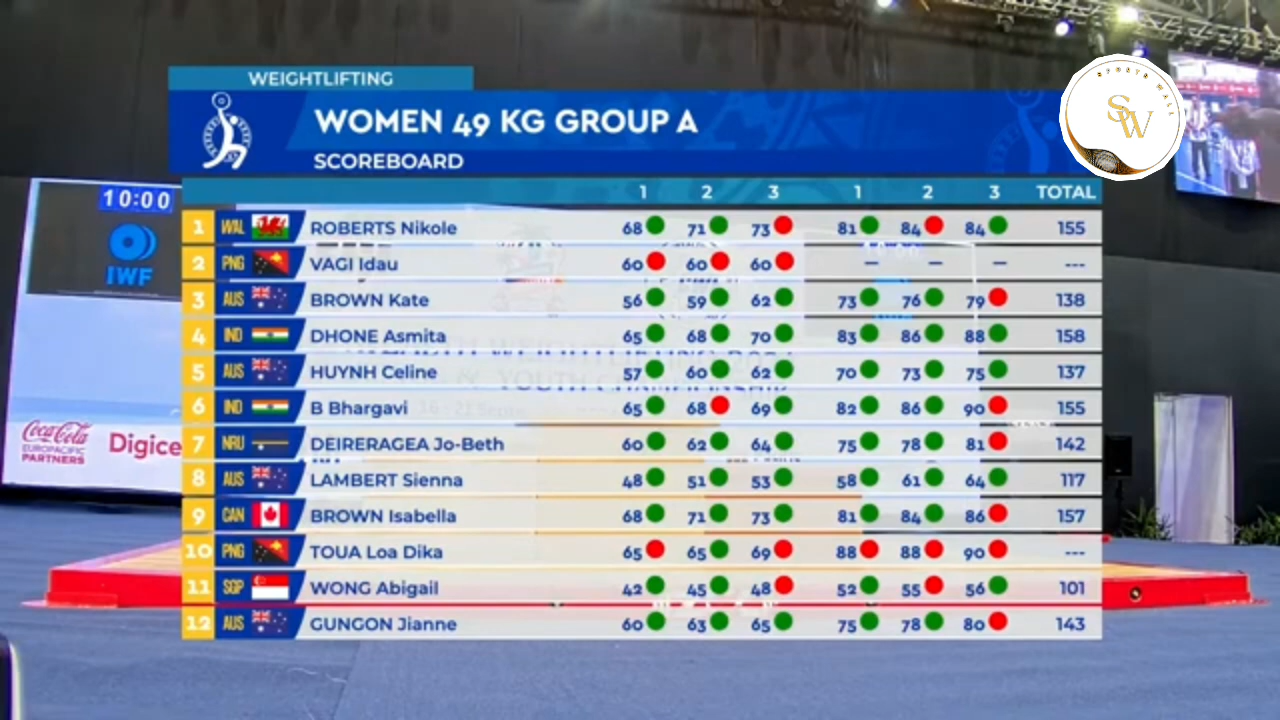 WEIGHTLIFTING
WOMEN 49 KG GROUP A
SCOREBOARD
SPORTS WALL
SW
10:00
IWF
Coca-Cola
EUROPACIFIC
PARTNERS
Digice
1 2 3 1 2 3 TOTAL
1 WAL ROBERTS Nikole 68 71 73 81 84 84 155
2 PNG VAGI Idau 60 60 60 – – – ---
3 AUS BROWN Kate 56 59 62 73 76 79 138
4 IND DHONE Asmita 65 68 70 83 86 88 158
5 AUS HUYNH Celine 57 60 62 70 73 75 137
6 IND B Bhargavi 65 68 69 82 86 90 155
7 NRU DEIRERAGEA Jo-Beth 60 62 64 75 78 81 142
8 AUS LAMBERT Sienna 48 51 53 58 61 64 117
9 CAN BROWN Isabella 68 71 73 81 84 86 157
10 PNG TOUA Loa Dika 65 65 69 88 88 90 ---
11 SGP WONG Abigail 42 45 48 52 55 56 101
12 AUS GUNGON Jianne 60 63 65 75 78 80 143